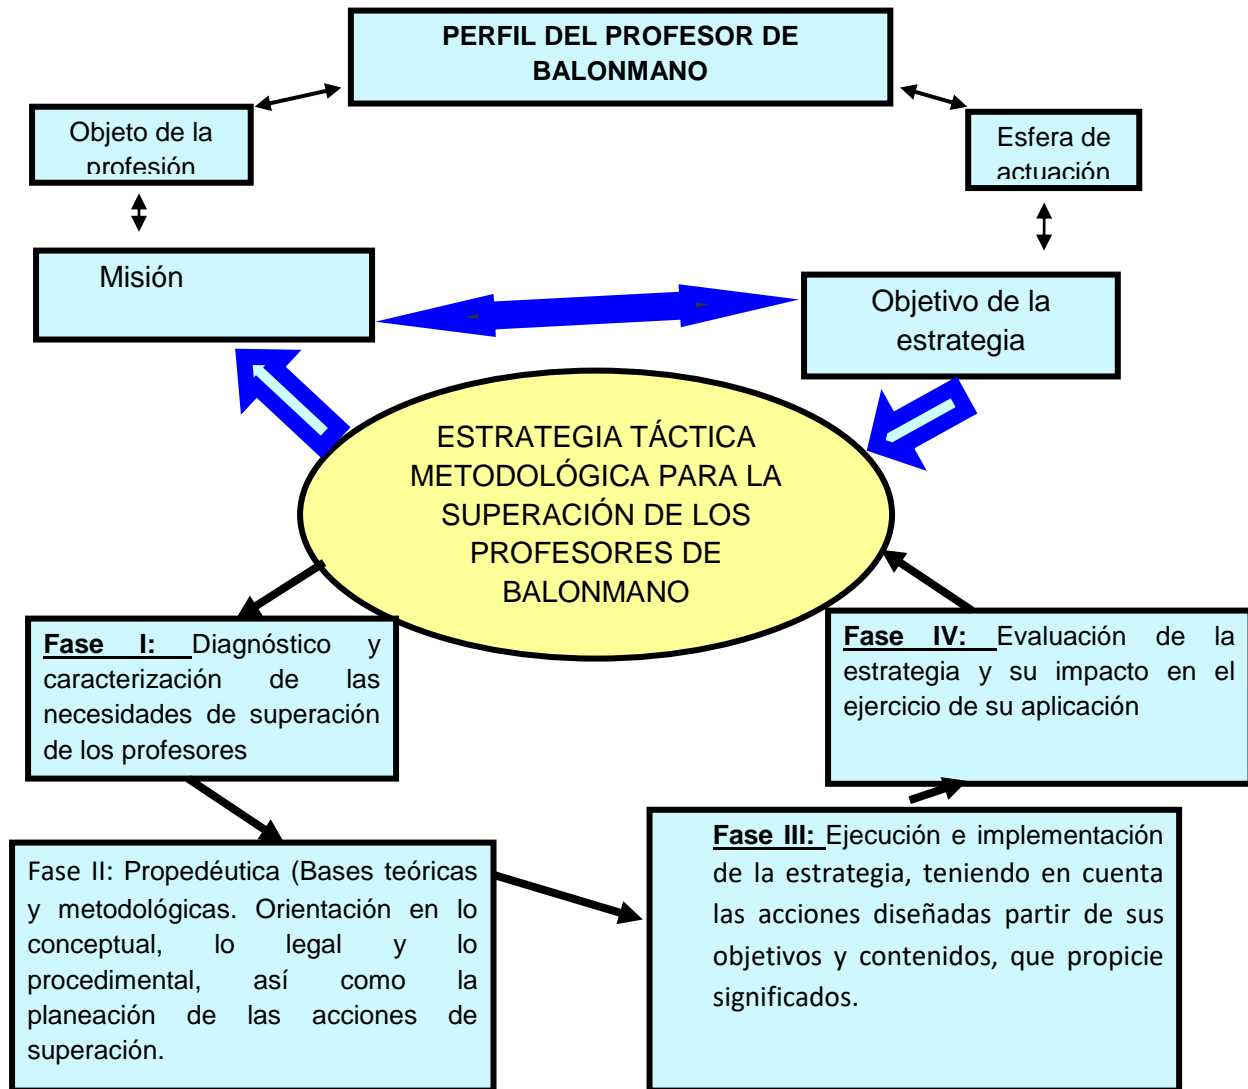 PERFIL DEL PROFESOR DE
BALONMANO
Objeto de la
profesión
Esfera de
actuación
Misión
Objetivo de la
estrategia
ESTRATEGIA TÁCTICA
METODOLÓGICA PARA LA
SUPERACIÓN DE LOS
PROFESORES DE
BALONMANO
Fase I: Diagnóstico y
caracterización de las
necesidades de superación
de los profesores
Fase IV: Evaluación de la
estrategia y su impacto en el
ejercicio de su aplicación
Fase II: Propedéutica (Bases teóricas
y metodológicas. Orientación en lo
conceptual, lo legal y lo
procedimental, así como la
planeación de las acciones de
superación.
Fase III: Ejecución e implementación
de la estrategia, teniendo en cuenta
las acciones diseñadas partir de sus
objetivos y contenidos, que propicie
significados.